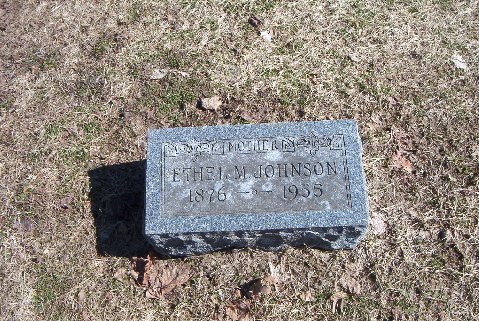 MOTHER
ETHEL M. JOHNSON
1876 - 1955